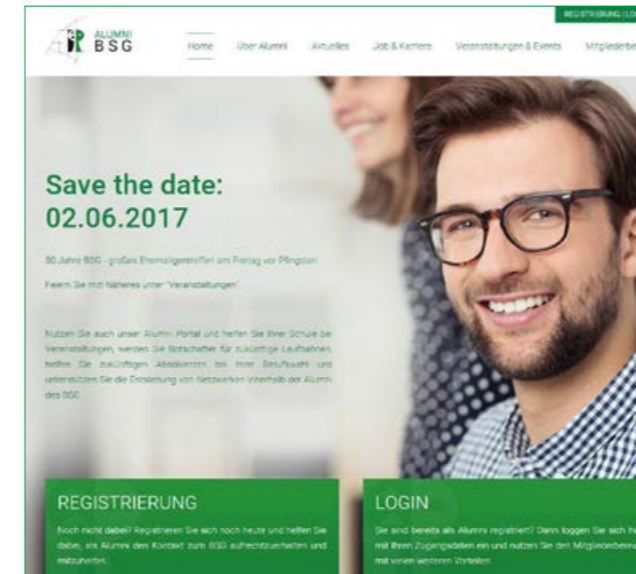 REGISTRIERUNG | LO
ALUMNI
BSG
Home Über Alumni Aktuelles Job & Karriere Veranstaltungen & Events Mitgliederbe
Save the date:
02.06.2017
50 Jahre BSG - großes Ehemaligentreffen am Freitag vor Pfingsten
Feiern Sie mit! Näheres unter "Veranstaltungen"
Nutzen Sie auch unser Alumni Portal und helfen Sie Ihrer Schule bei
Veranstaltungen, werden Sie Botschafter für zukünftige Laufbahnen,
helfen Sie zukünftigen Absolventen bei Ihrer Berufswahl und
unterstützen Sie die Entstehung von Netzwerken innerhalb der Alumni
des BSG.
REGISTRIERUNG
Noch nicht dabei? Registrieren Sie sich noch heute und helfen Sie
dabei, als Alumni den Kontakt zum BSG aufrechtzuerhalten und
mitzuhelfen.
LOGIN
Sie sind bereits als Alumni registriert? Dann loggen Sie sich hi
mit Ihren Zugangsdaten ein und nutzen Sie den Mitgliederberei
mit vielen weiteren Vorteilen.